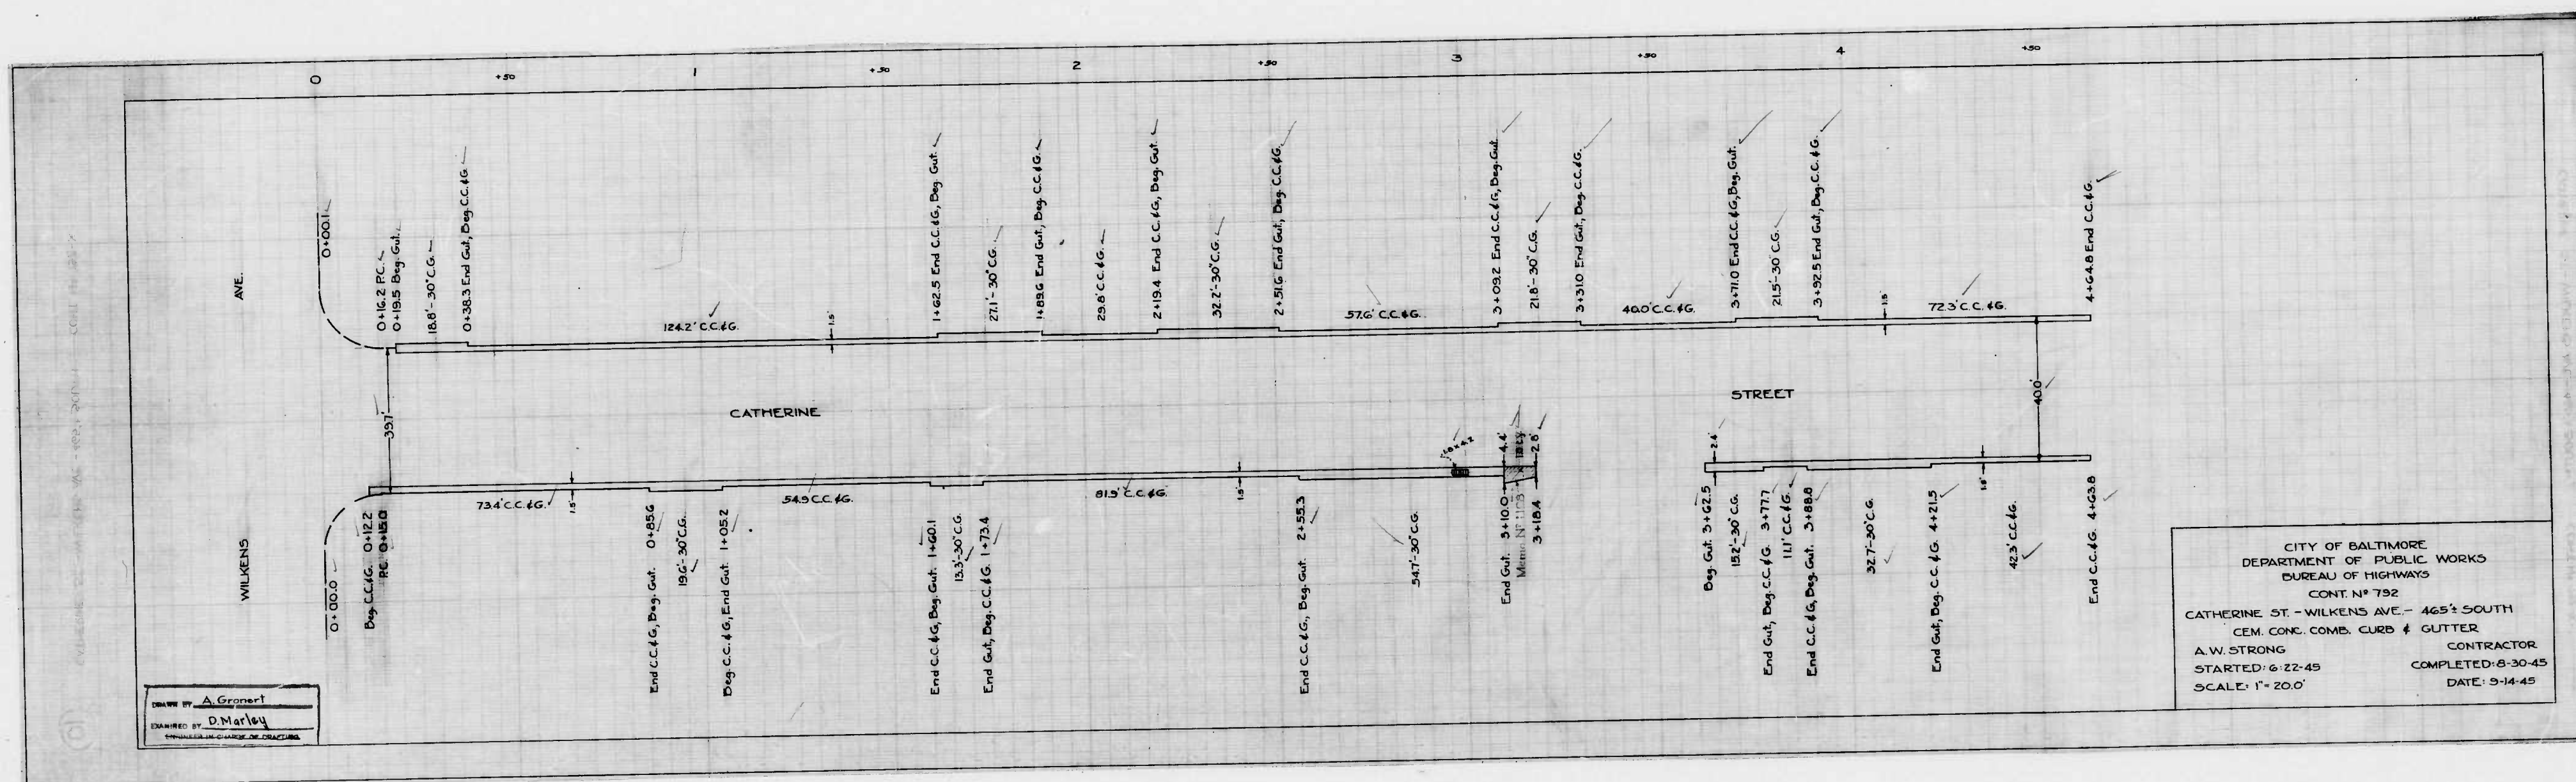 0 +50 1 +50 2 +50 3 +50 4 +50
AVE.
0+00.1
0+16.2 P.C.
0+19.5 Beg. Gut.
18.8'-30" C.G.
0+38.3 End Gut., Beg. C.C.&G.
124.2' C.C.&G.
1.5'
1+62.5 End C.C.&G., Beg. Gut.
27.1'-30" C.G.
1+89.6 End Gut., Beg. C.C.&G.
29.8' C.C.&G.
2+19.4 End C.C.&G., Beg. Gut.
32.2'-30" C.G.
2+51.6 End Gut., Beg. C.C.&G.
57.6' C.C.&G.
3+09.2 End C.C.&G., Beg. Gut.
21.8'-30" C.G.
3+31.0 End Gut., Beg. C.C.&G.
40.0' C.C.&G.
3+71.0 End C.C.&G., Beg. Gut.
21.5'-30" C.G.
3+92.5 End Gut., Beg. C.C.&G.
1.5'
72.3' C.C.&G.
4+64.8 End C.C.&G.
39.7'
CATHERINE
STREET
40.0'
WILKENS
0+00.0
Beg. C.C.&G. 0+12.2
P.C. 0+15.0
73.4' C.C.&G.
1.5'
End C.C.&G., Beg. Gut. 0+85.6
19.6'-30" C.G.
Beg. C.C.&G., End Gut. 1+05.2
54.9' C.C.&G.
End C.C.&G., Beg. Gut. 1+60.1
13.3'-30" C.G.
End Gut., Beg. C.C.&G. 1+73.4
81.9' C.C.&G.
1.5'
End C.C.&G., Beg. Gut. 2+55.3
54.7'-30" C.G.
4.4'
End Gut. 3+10.0
2.8'
3+18.4
2.4'
Beg. Gut. 3+62.5
15.2'-30" C.G.
End Gut., Beg. C.C.&G. 3+77.7
11.1' C.C.&G.
End C.C.&G., Beg. Gut. 3+88.8
32.7'-30" C.G.
End Gut., Beg. C.C.&G. 4+21.5
1.5'
42.3' C.C.&G.
End C.C.&G. 4+63.8
CITY OF BALTIMORE
DEPARTMENT OF PUBLIC WORKS
BUREAU OF HIGHWAYS
CONT. Nº 792
CATHERINE ST. - WILKENS AVE. - 465'± SOUTH
CEM. CONC. COMB. CURB & GUTTER
A.W. STRONG CONTRACTOR
STARTED: 6-22-45 COMPLETED: 8-30-45
SCALE: 1" = 20.0' DATE: 9-14-45
DRAWN BY A. Gronert
EXAMINED BY D. Marley
ENGINEER IN CHARGE OF DRAFTING